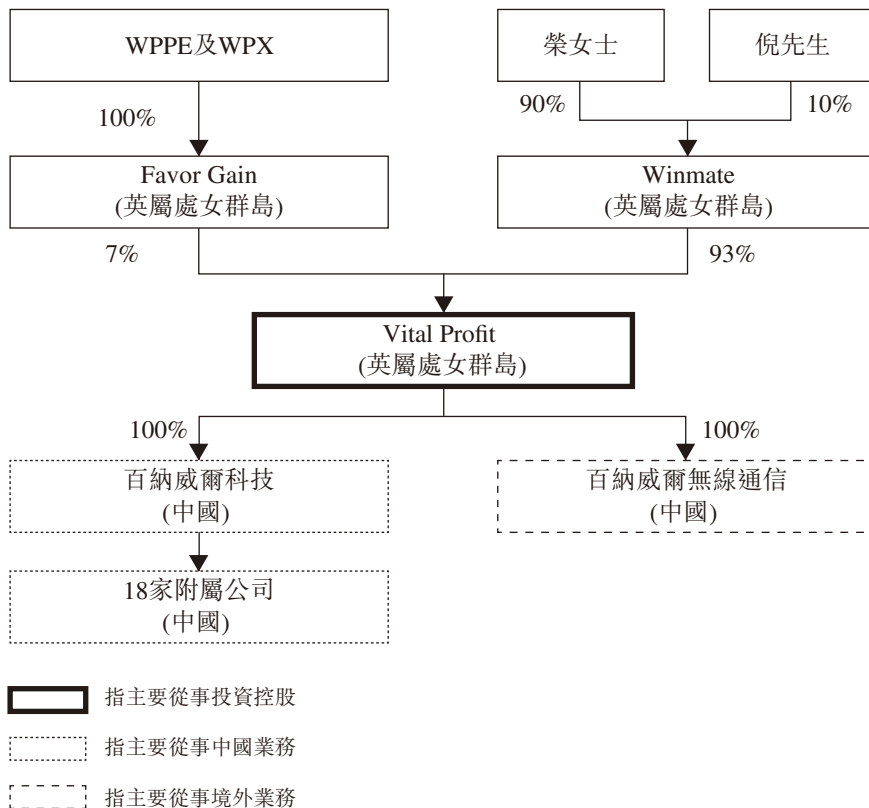 WPPE及WPX
榮女士
倪先生
100%
90%
10%
Favor Gain
(英屬處女群島)
Winmate
(英屬處女群島)
7%
93%
Vital Profit
(英屬處女群島)
100%
100%
百納威爾科技
(中國)
百納威爾無線通信
(中國)
18家附屬公司
(中國)
指主要從事投資控股
指主要從事中國業務
指主要從事境外業務